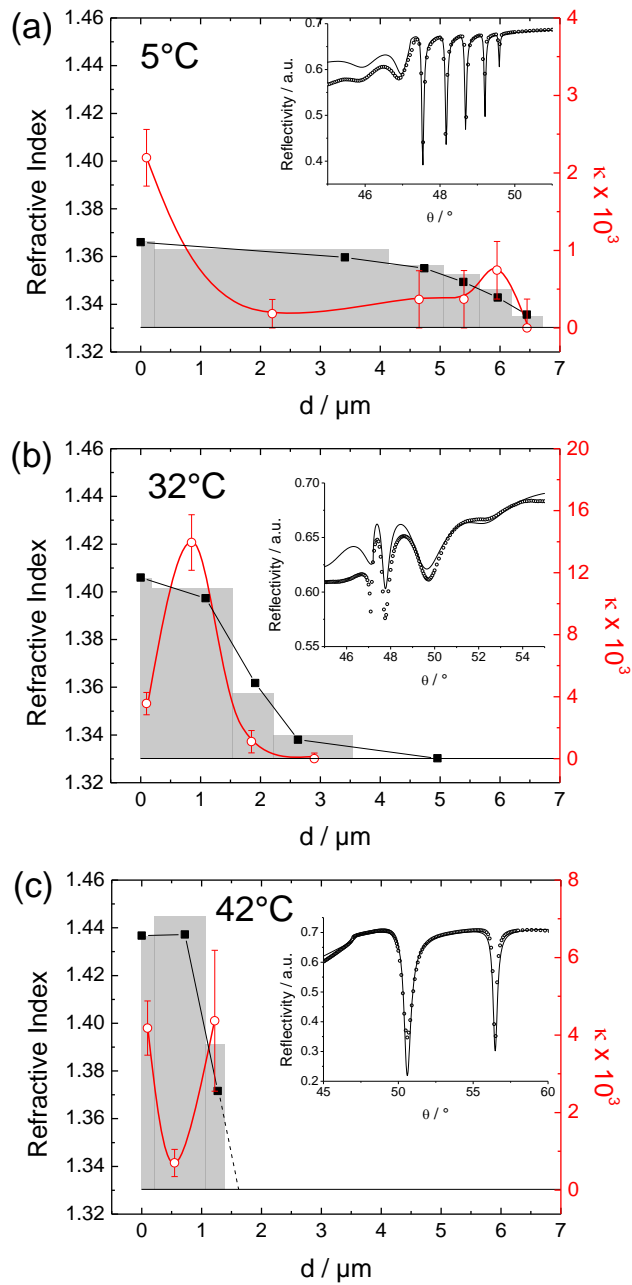 (a)
5°C
Refractive Index
1.46
1.44
1.42
1.40
1.38
1.36
1.34
1.32
0 1 2 3 4 5 6 7
d / µm
4
3
2
1
0
κ x 10³
Reflectivity / a.u.
0.7
0.6
0.5
0.4
46 48 50
θ / °
(b)
32°C
Refractive Index
1.46
1.44
1.42
1.40
1.38
1.36
1.34
1.33
0 1 2 3 4 5 6 7
d / µm
20
16
12
8
4
0
κ x 10³
Reflectivity / a.u.
0.70
0.65
0.60
0.55
46 48 50 52 54
θ / °
(c)
42°C
Refractive Index
1.46
1.44
1.42
1.40
1.38
1.36
1.34
1.32
0 1 2 3 4 5 6 7
d / µm
8
6
4
2
0
κ x 10³
Reflectivity / a.u.
0.7
0.6
0.5
0.4
0.3
0.2
45 50 55 60
θ / °